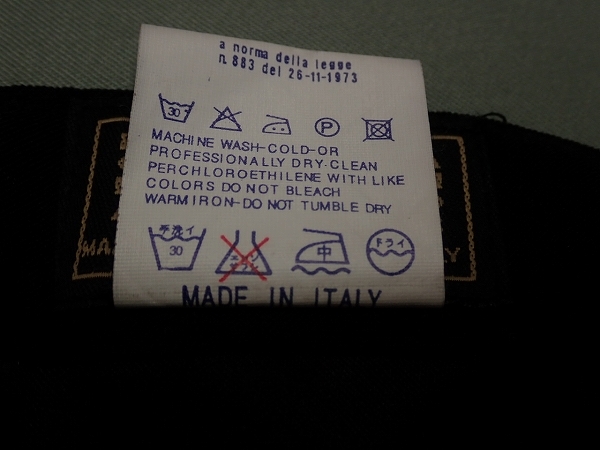 a norma della legge
n. 883 del 26-11-1973
30 P
MACHINE WASH-COLD-OR
PROFESSIONALLY DRY-CLEAN
PERCHLOROETHILENE WITH LIKE
COLORS DO NOT BLEACH
WARM IRON-DO NOT TUMBLE DRY
手洗イ 30 中 ドライ
MADE IN ITALY